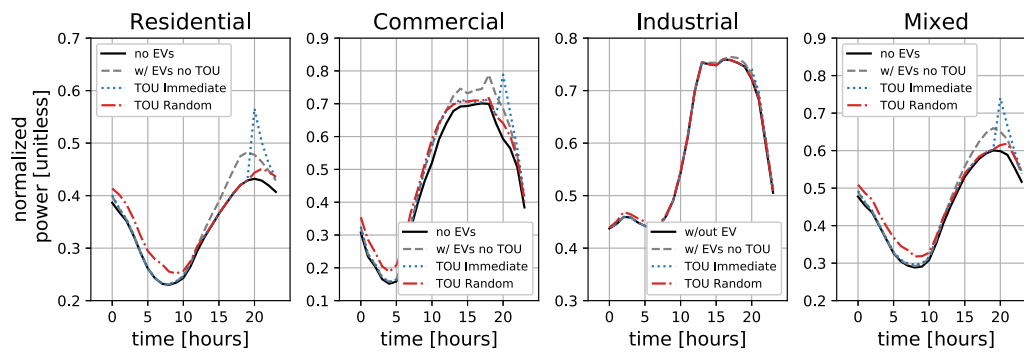 Residential
Commercial
Industrial
Mixed
normalized
power [unitless]
0.7
0.6
0.5
0.4
0.3
0.2
no EVs
w/ EVs no TOU
TOU Immediate
TOU Random
0 5 10 15 20
time [hours]
0.9
0.8
0.7
0.6
0.5
0.4
0.3
0.2
0.1
no EVs
w/ EVs no TOU
TOU Immediate
TOU Random
0 5 10 15 20
time [hours]
0.8
0.7
0.6
0.5
0.4
0.3
w/out EV
w/ EVs no TOU
TOU Immediate
TOU Random
0 5 10 15 20
time [hours]
0.9
0.8
0.7
0.6
0.5
0.4
0.3
0.2
no EVs
w/ EVs no TOU
TOU Immediate
TOU Random
0 5 10 15 20
time [hours]